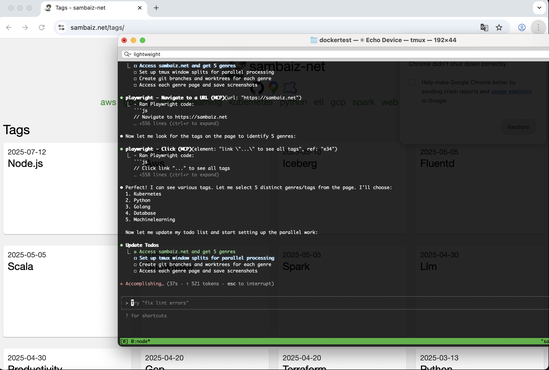 Tags - sambaiz.net
sambaiz.net/tags/
dockertest — ✳ Echo Device — tmux — 192×44
lightweight
sambaiz-net
Tags
2025-07-12
Node.js
2025-05-05
Iceberg
2025-05-05
Fluentd
2025-05-05
Scala
Spark
2025-04-30
Llm
2025-04-30
Productivity
2025-04-20
Gcp
2025-04-20
Terraform
2025-03-13
Python
□ Access sambaiz.net and get 5 genres
□ Set up tmux window splits for parallel processing
□ Create git branches and worktrees for each genre
□ Access each genre page and save screenshots
● playwright - Navigate to a URL (MCP)(url: "https://sambaiz.net")
- Ran Playwright code:
```js
// Navigate to https://sambaiz.net
… +556 lines (ctrl+r to expand)
● Now let me look for the tags on the page to identify 5 genres:
● playwright - Click (MCP)(element: "link \"...\" to see all tags", ref: "e34")
- Ran Playwright code:
```js
// Click link "..." to see all tags
… +558 lines (ctrl+r to expand)
● Perfect! I can see various tags. Let me select 5 distinct genres/tags from the page. I'll choose:
1. Kubernetes
2. Python
3. Golang
4. Database
5. Machinelearning
Now let me update my todo list and start setting up the parallel work:
● Update Todos
Access sambaiz.net and get 5 genres
□ Set up tmux window splits for parallel processing
□ Create git branches and worktrees for each genre
□ Access each genre page and save screenshots
Accomplishing… (37s · ↑ 521 tokens · esc to interrupt)
> Try "fix lint errors"
? for shortcuts
[0] 0:node*